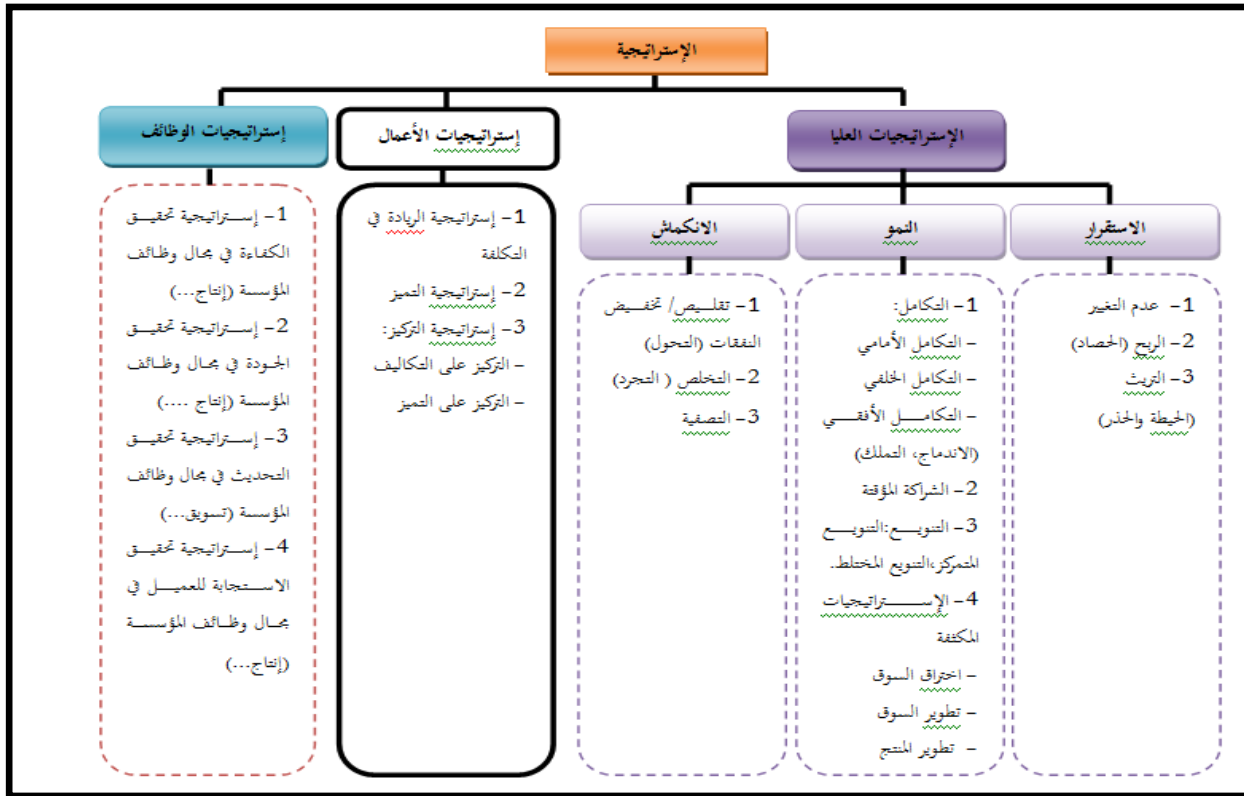 الإستراتيجية
الإستراتيجيات العليا
إستراتيجيات الأعمال
إستراتيجيات الوظائف
الاستقرار
النمو
الانكماش
1- عدم التغيير
2- الربح (الحصاد)
3- التريث
(الحيطة والحذر)
1- التكامل:
- التكامل الأمامي
- التكامل الخلفي
- التكامل الأفقي
(الاندماج، التملك)
2- الشراكة المؤقتة
3- التنويع:التنويع
المتمركز،التنويع المختلط.
4- الإستراتيجيات
المكثفة
- اختراق السوق
- تطوير السوق
- تطوير المنتج
1- تقليص/ تخفيض
النفقات (التحول)
2- التخلص ( التجرد)
3- التصفية
1- إستراتيجية الريادة في
التكلفة
2- إستراتيجية التميز
3- إستراتيجية التركيز:
- التركيز على التكاليف
- التركيز على التميز
1- إستراتيجية تحقيق
الكفاءة في مجال وظائف
المؤسسة (إنتاج...)
2- إستراتيجية تحقيق
الجودة في مجال وظائف
المؤسسة (إنتاج ....)
3- إستراتيجية تحقيق
التحديث في مجال وظائف
المؤسسة (تسويق...)
4- إستراتيجية تحقيق
الاستجابة للعميل في
مجال وظائف المؤسسة
(إنتاج...)